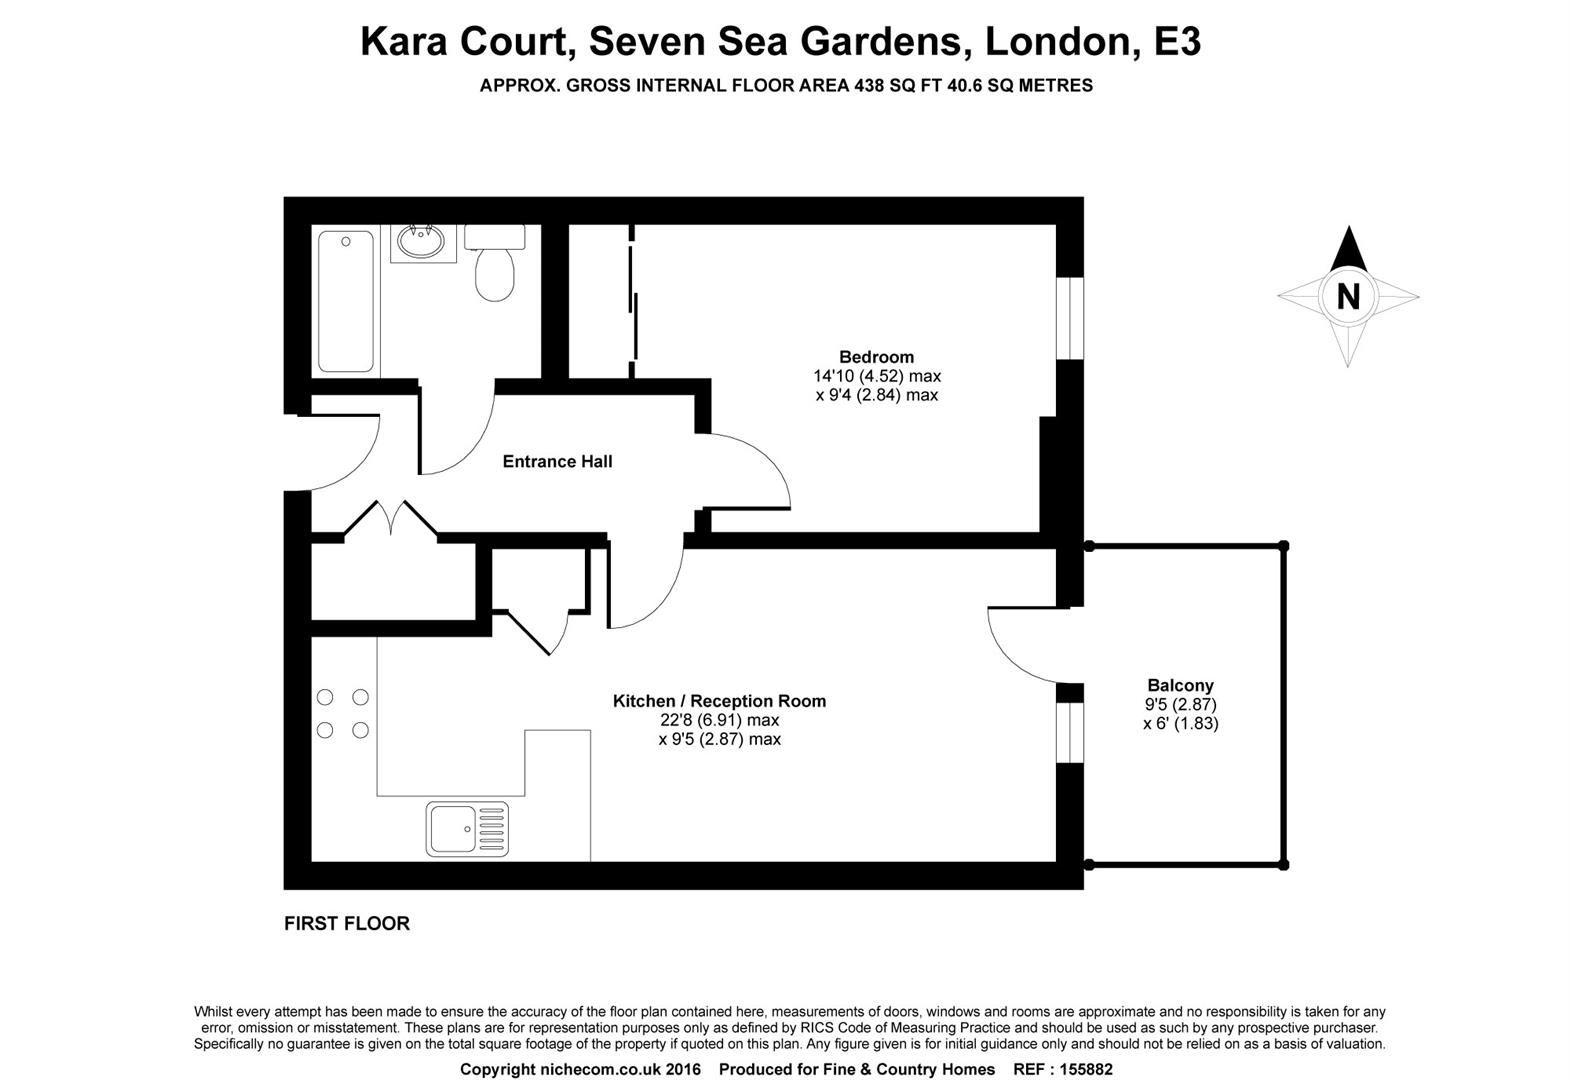 Kara Court, Seven Sea Gardens, London, E3
APPROX. GROSS INTERNAL FLOOR AREA 438 SQ FT 40.6 SQ METRES
N
Bedroom
14'10 (4.52) max
x 9'4 (2.84) max
Entrance Hall
Kitchen / Reception Room
22'8 (6.91) max
x 9'5 (2.87) max
Balcony
9'5 (2.87)
x 6' (1.83)
FIRST FLOOR
Whilst every attempt has been made to ensure the accuracy of the floor plan contained here, measurements of doors, windows and rooms are approximate and no responsibility is taken for any
error, omission or misstatement. These plans are for representation purposes only as defined by RICS Code of Measuring Practice and should be used as such by any prospective purchaser.
Specifically no guarantee is given on the total square footage of the property if quoted on this plan. Any figure given is for initial guidance only and should not be relied on as a basis of valuation.
Copyright nichecom.co.uk 2016 Produced for Fine & Country Homes REF : 155882